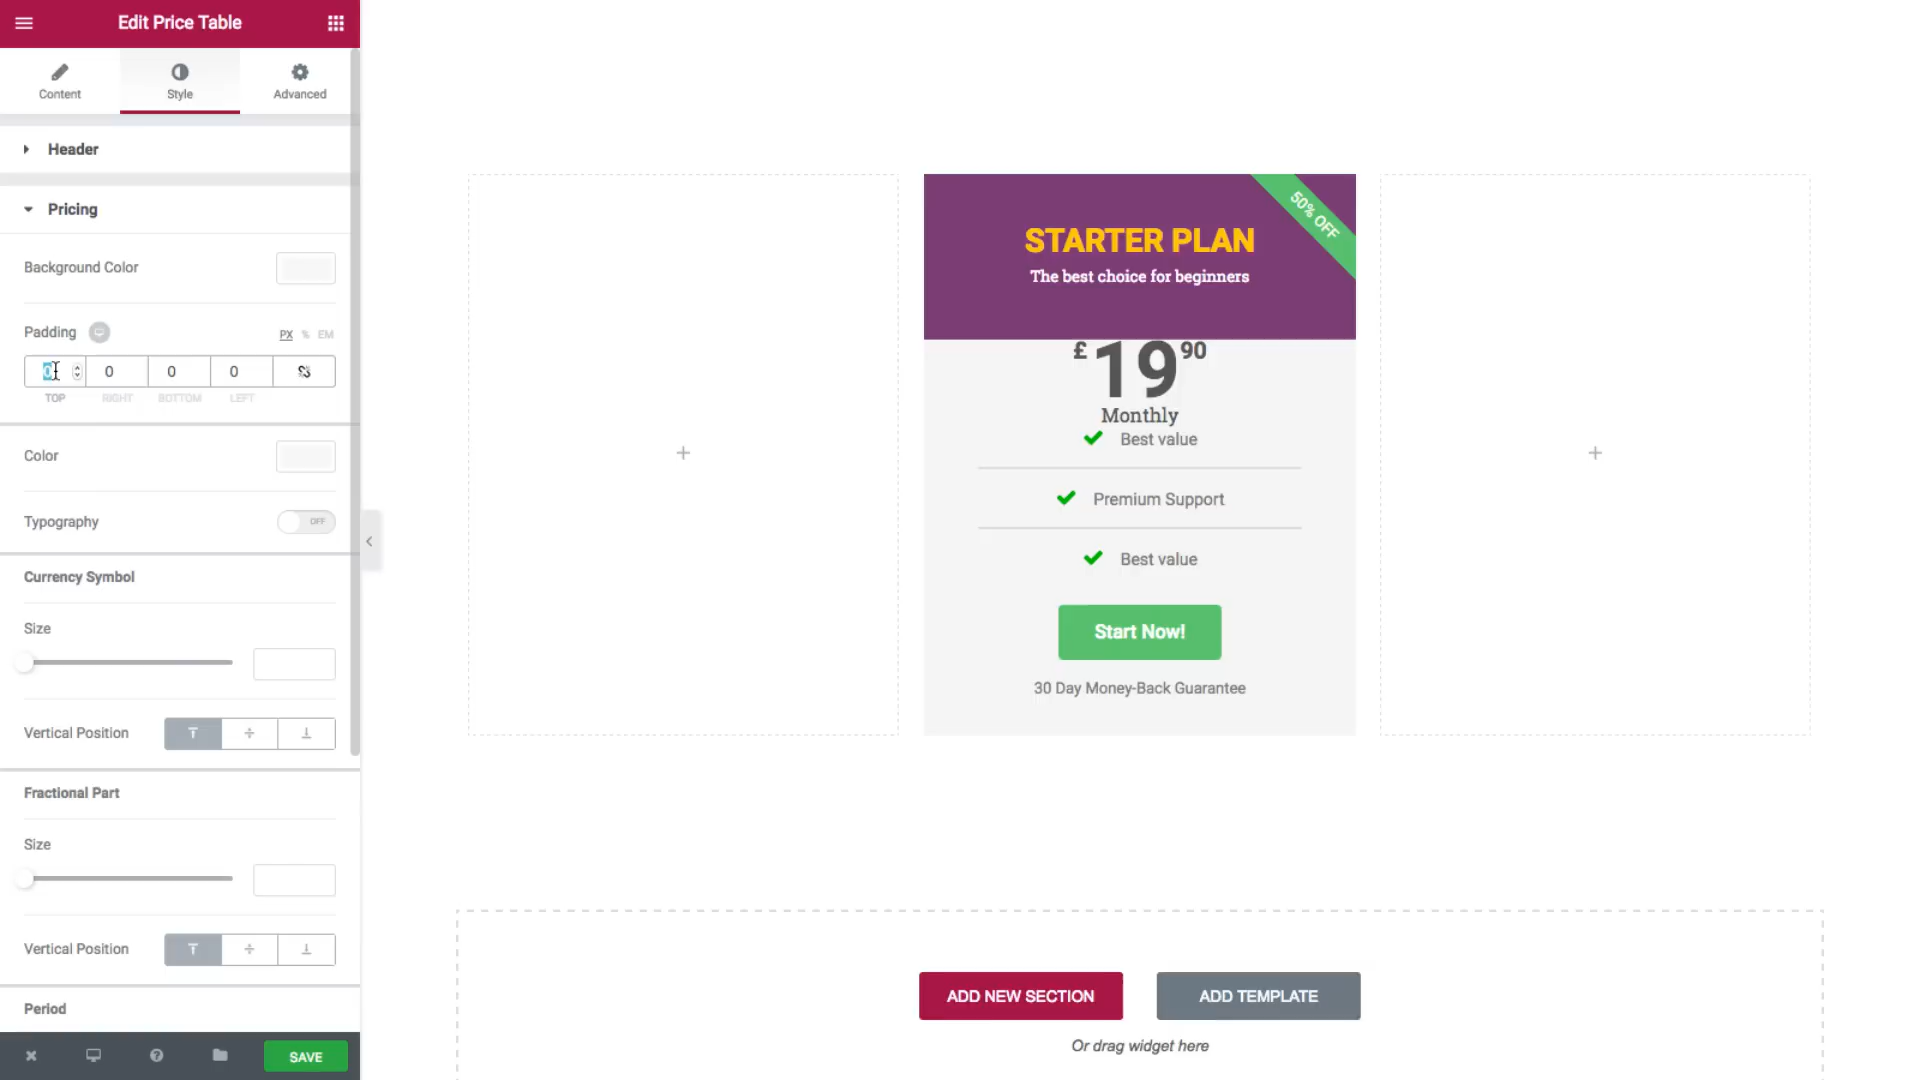 Edit Price Table
Content
Style
Advanced
Header
Pricing
Background Color
Padding
PX % EM
0 0 0 0
TOP RIGHT BOTTOM LEFT
Color
Typography
OFF
Currency Symbol
Size
Vertical Position
Fractional Part
Size
Vertical Position
Period
SAVE
50% OFF
STARTER PLAN
The best choice for beginners
£1990
Monthly
Best value
Premium Support
Best value
Start Now!
30 Day Money-Back Guarantee
ADD NEW SECTION
ADD TEMPLATE
Or drag widget here